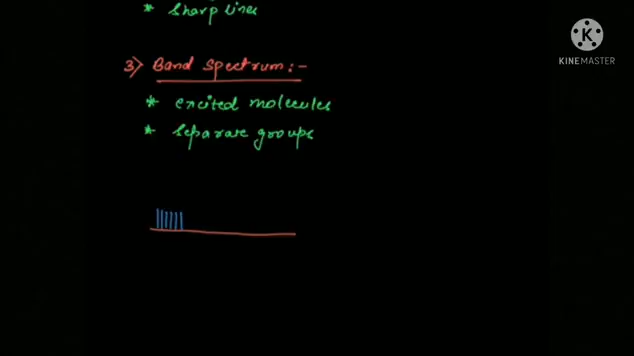 * Sharp lines
3) Band Spectrum:-
* excited molecules
* Separate groups
K
KINEMASTER